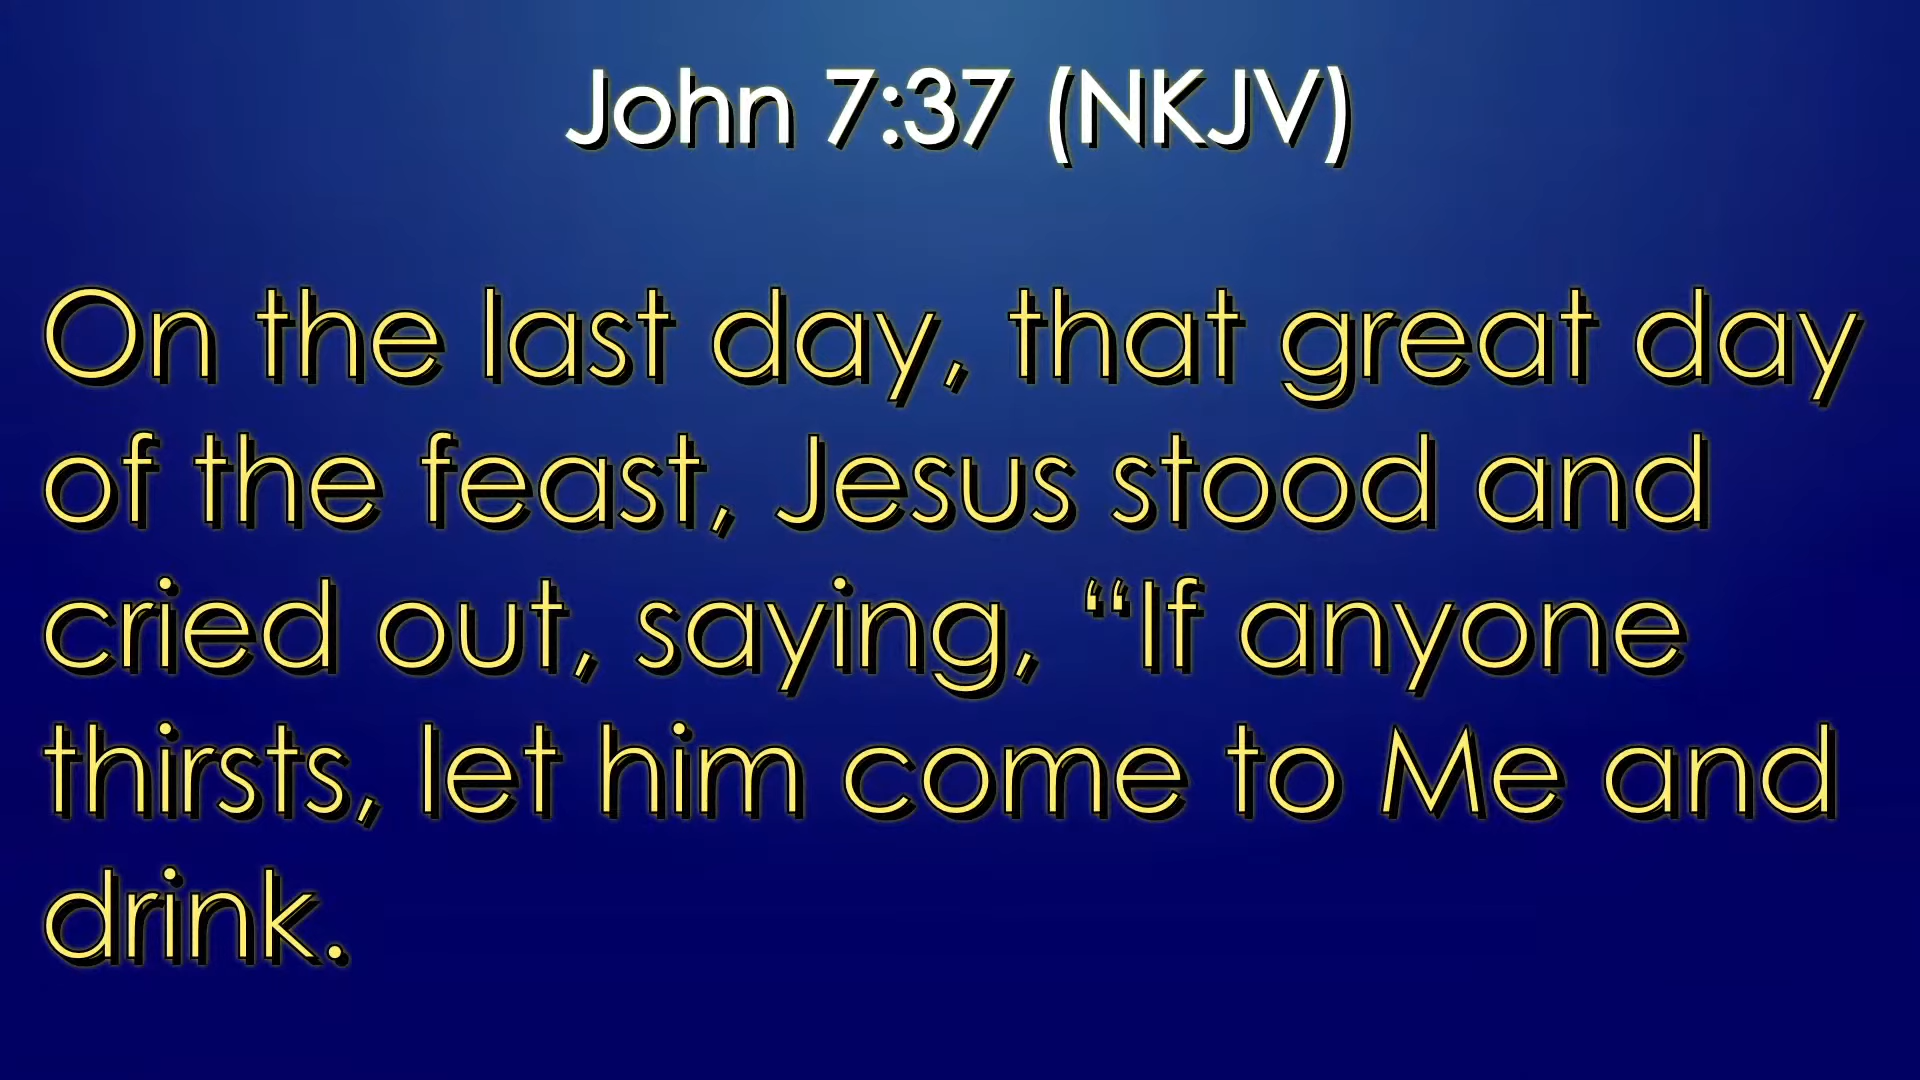 John 7:37 (NKJV)
On the last day, that great day
of the feast, Jesus stood and
cried out, saying, “If anyone
thirsts, let him come to Me and
drink.